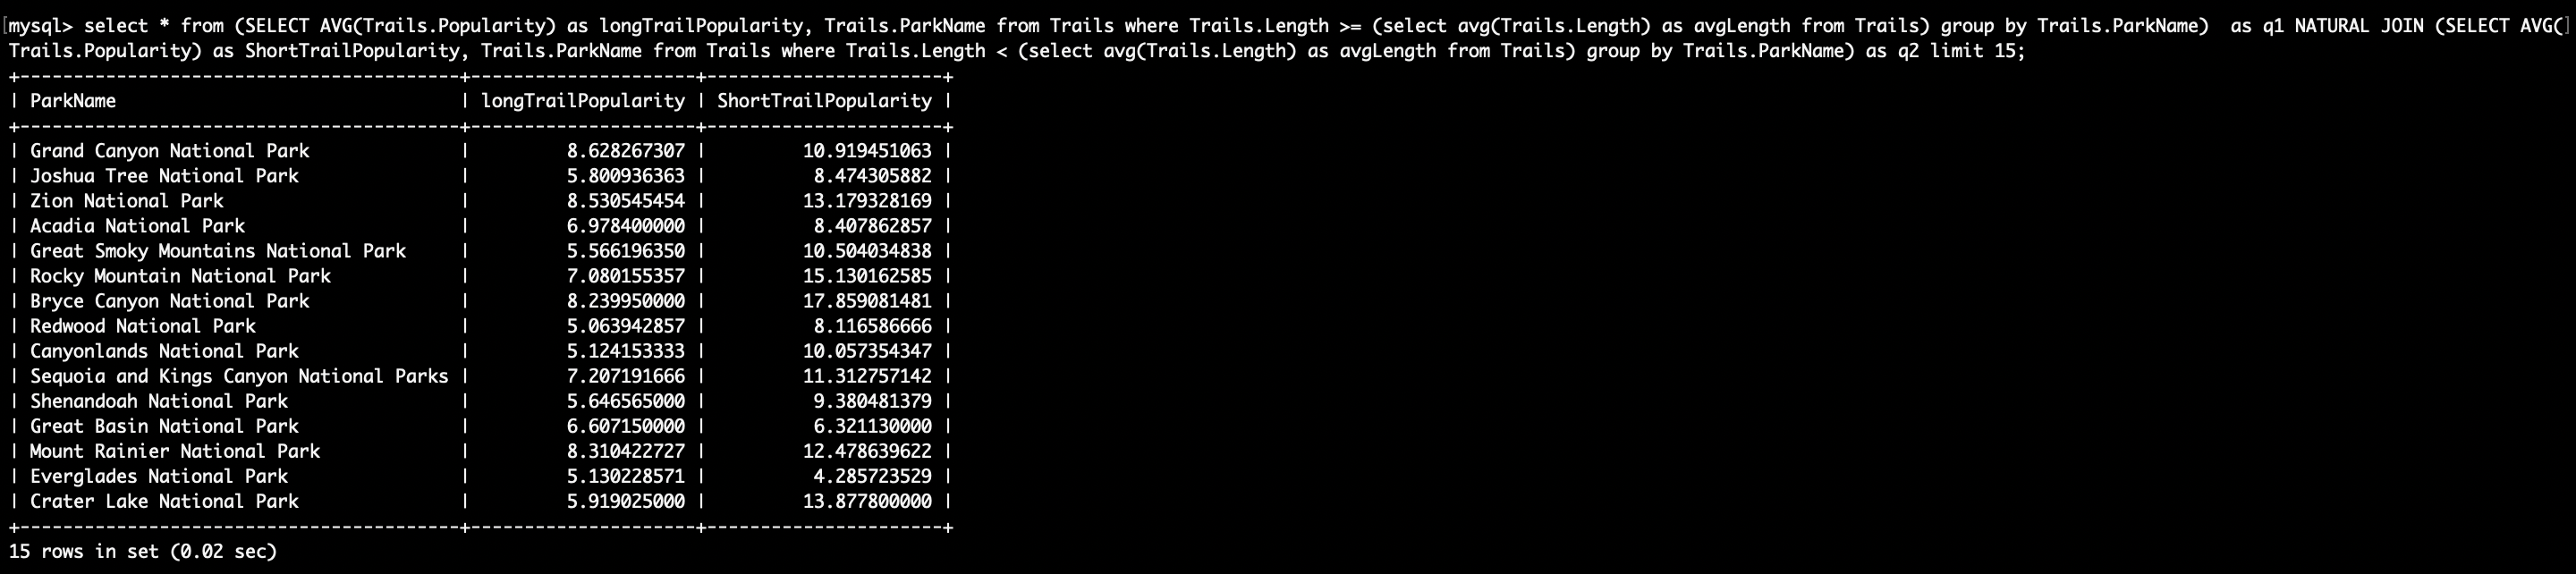 [mysql> select * from (SELECT AVG(Trails.Popularity) as longTrailPopularity, Trails.ParkName from Trails where Trails.Length >= (select avg(Trails.Length) as avgLength from Trails) group by Trails.ParkName)  as q1 NATURAL JOIN (SELECT AVG(]
Trails.Popularity) as ShortTrailPopularity, Trails.ParkName from Trails where Trails.Length < (select avg(Trails.Length) as avgLength from Trails) group by Trails.ParkName) as q2 limit 15;
+-----------------------------------------+---------------------+----------------------+
| ParkName                                | longTrailPopularity | ShortTrailPopularity |
+-----------------------------------------+---------------------+----------------------+
| Grand Canyon National Park              |         8.628267307 |         10.919451063 |
| Joshua Tree National Park               |         5.800936363 |          8.474305882 |
| Zion National Park                      |         8.530545454 |         13.179328169 |
| Acadia National Park                    |         6.978400000 |          8.407862857 |
| Great Smoky Mountains National Park     |         5.566196350 |         10.504034838 |
| Rocky Mountain National Park            |         7.080155357 |         15.130162585 |
| Bryce Canyon National Park              |         8.239950000 |         17.859081481 |
| Redwood National Park                   |         5.063942857 |          8.116586666 |
| Canyonlands National Park               |         5.124153333 |         10.057354347 |
| Sequoia and Kings Canyon National Parks |         7.207191666 |         11.312757142 |
| Shenandoah National Park                |         5.646565000 |          9.380481379 |
| Great Basin National Park               |         6.607150000 |          6.321130000 |
| Mount Rainier National Park             |         8.310422727 |         12.478639622 |
| Everglades National Park                |         5.130228571 |          4.285723529 |
| Crater Lake National Park               |         5.919025000 |         13.877800000 |
+-----------------------------------------+---------------------+----------------------+
15 rows in set (0.02 sec)